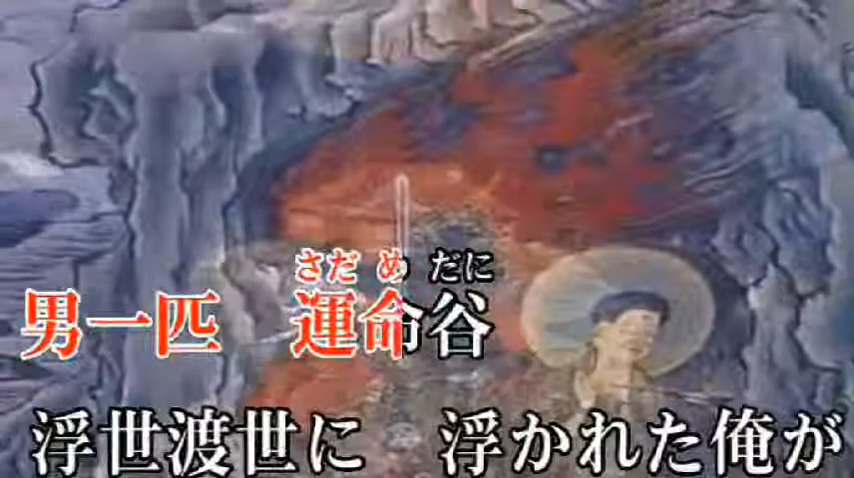 さだめだに
男一匹 運命谷
浮世渡世に 浮かれた俺が